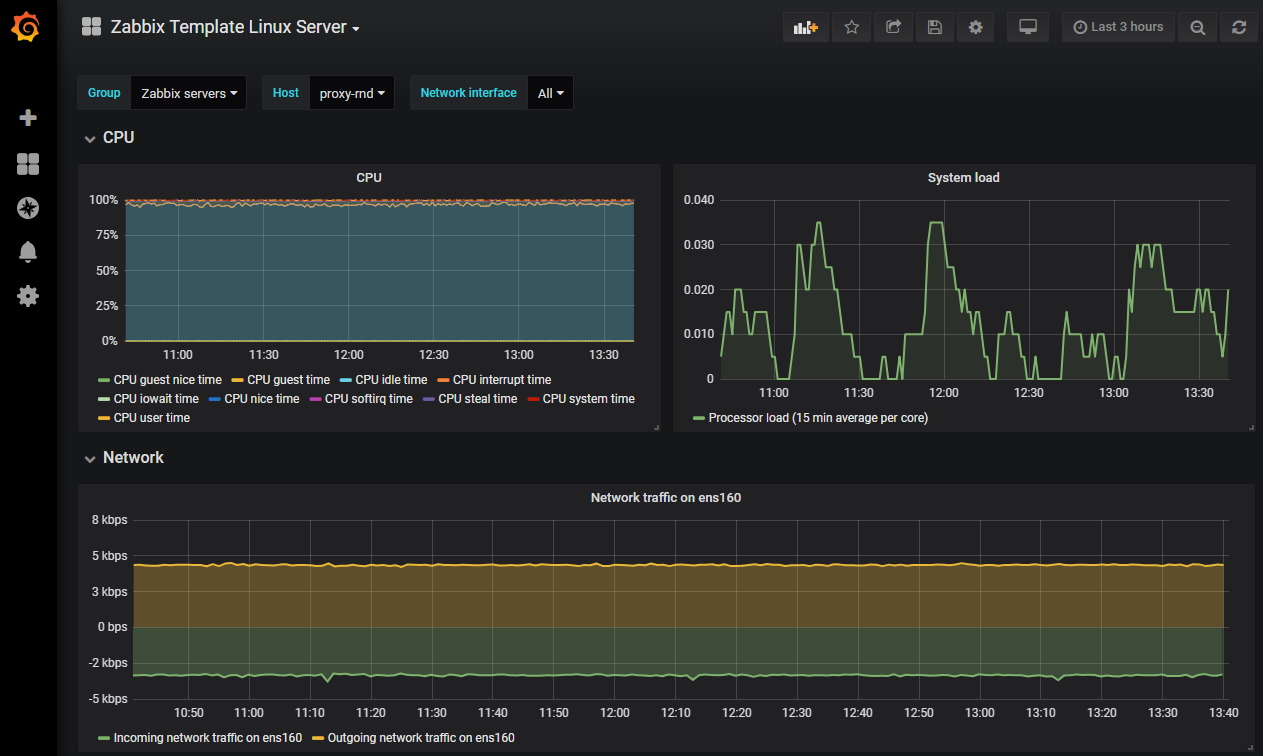 Zabbix Template Linux Server
Last 3 hours
Group Zabbix servers Host proxy-rnd Network interface All
CPU
CPU
100%
75%
50%
25%
0%
11:00 11:30 12:00 12:30 13:00 13:30
CPU guest nice time CPU guest time CPU idle time CPU interrupt time
CPU iowait time CPU nice time CPU softirq time CPU steal time CPU system time
CPU user time
System load
0.040
0.030
0.020
0.010
0
11:00 11:30 12:00 12:30 13:00 13:30
Processor load (15 min average per core)
Network
Network traffic on ens160
8 kbps
5 kbps
3 kbps
0 bps
-2 kbps
-5 kbps
10:50 11:00 11:10 11:20 11:30 11:40 11:50 12:00 12:10 12:20 12:30 12:40 12:50 13:00 13:10 13:20 13:30 13:40
Incoming network traffic on ens160 Outgoing network traffic on ens160